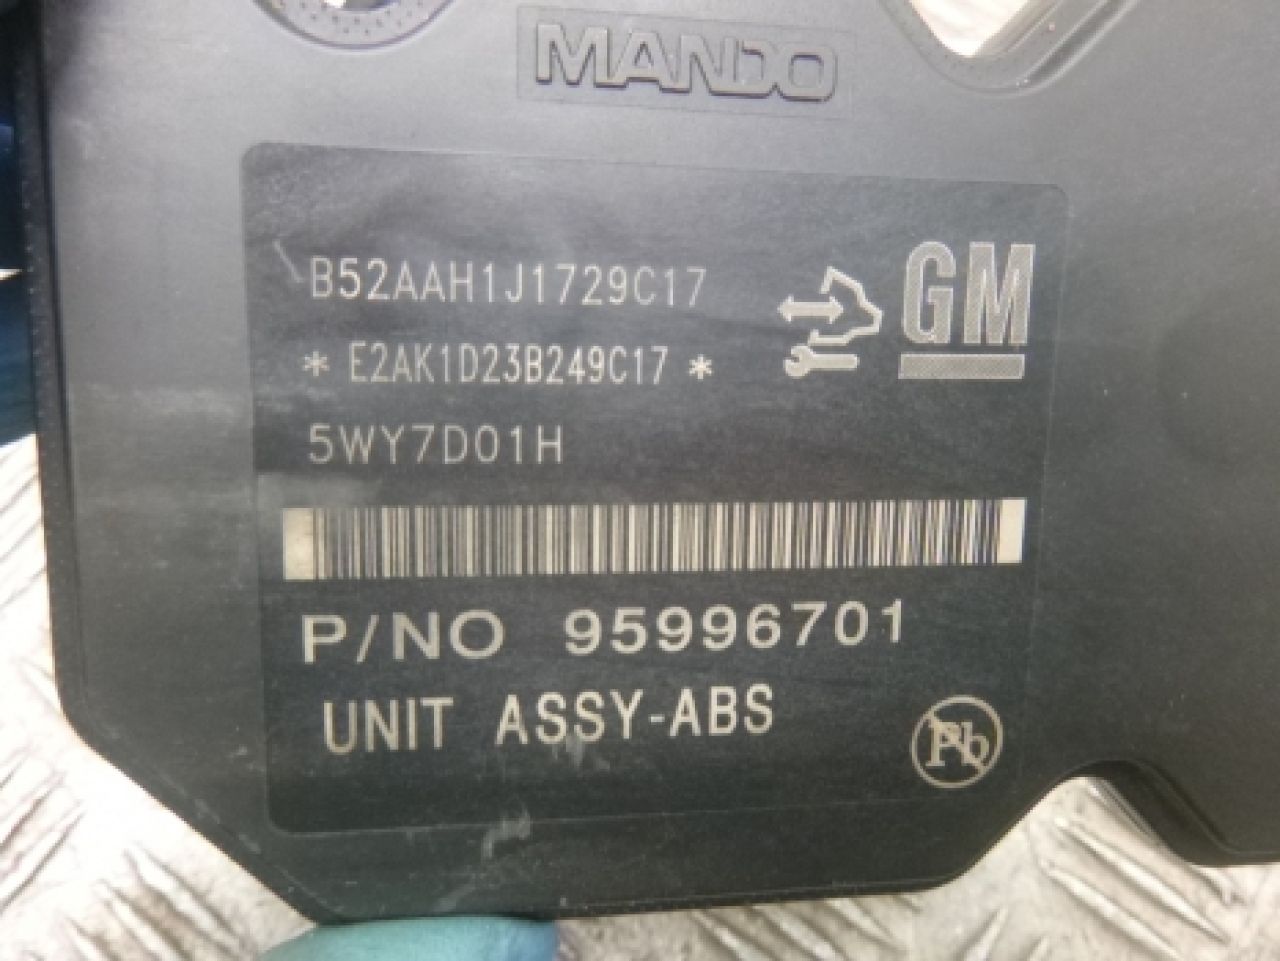 MANDO
B52AAH1J1729C17
GM
* E2AK1D23B249C17 *
5WY7D01H
P/NO 95996701
UNIT ASSY-ABS
Pb